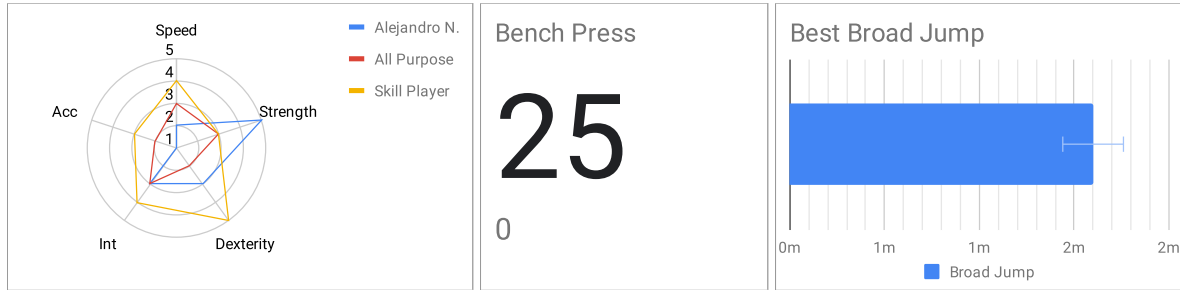 Speed
5
4
3
2
1
Acc
Strength
Int
Dexterity
Alejandro N.
All Purpose
Skill Player
Bench Press
25
0
Best Broad Jump
0m 1m 1m 2m 2m
Broad Jump